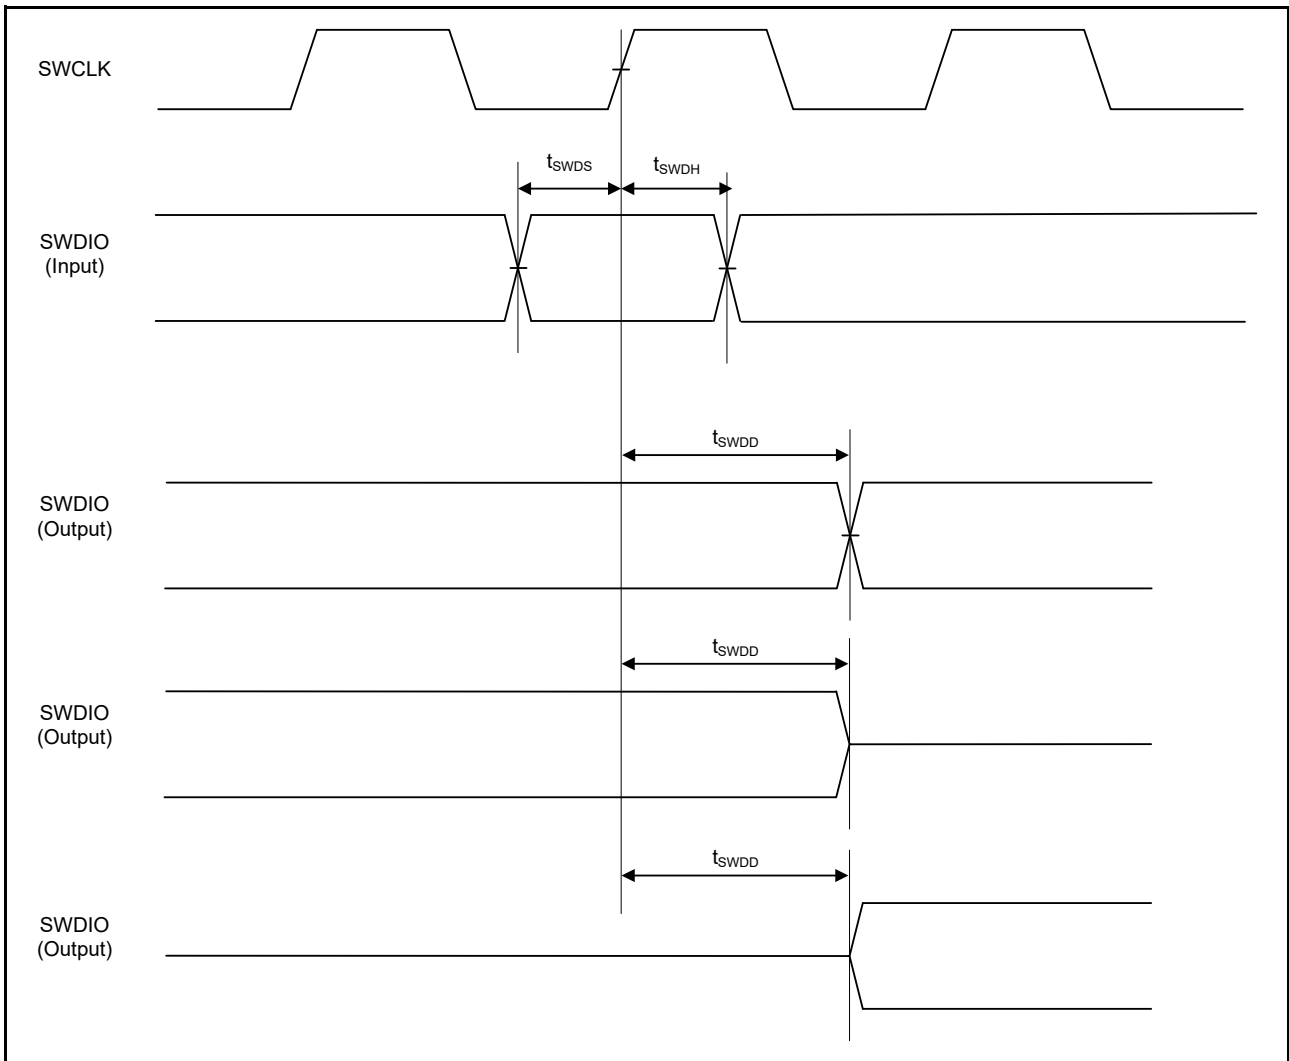 SWCLK
tSWDS
tSWDH
SWDIO
(Input)
tSWDD
SWDIO
(Output)
tSWDD
SWDIO
(Output)
tSWDD
SWDIO
(Output)